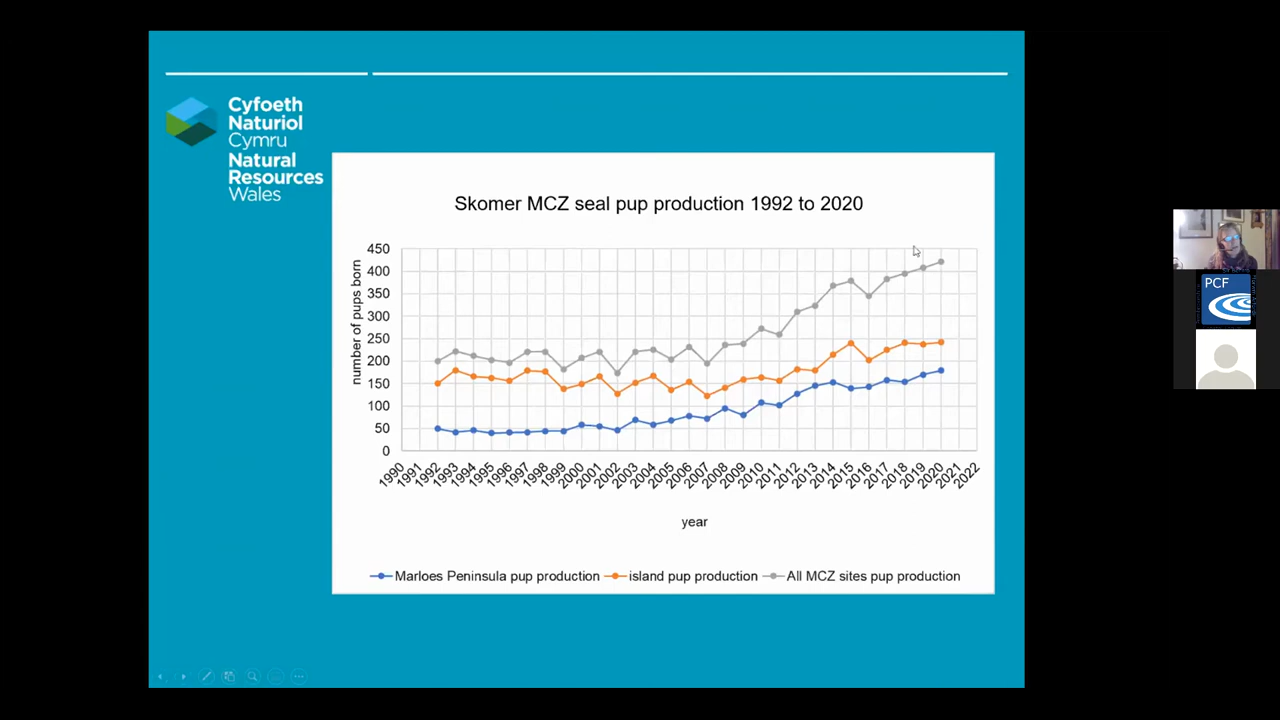 Cyfoeth
Naturiol
Cymru
Natural
Resources
Wales
Skomer MCZ seal pup production 1992 to 2020
number of pups born
450
400
350
300
250
200
150
100
50
0
1990 1991 1992 1993 1994 1995 1996 1997 1998 1999 2000 2001 2002 2003 2004 2005 2006 2007 2008 2009 2010 2011 2012 2013 2014 2015 2016 2017 2018 2019 2020 2021 2022
year
Marloes Peninsula pup production island pup production All MCZ sites pup production
PCF